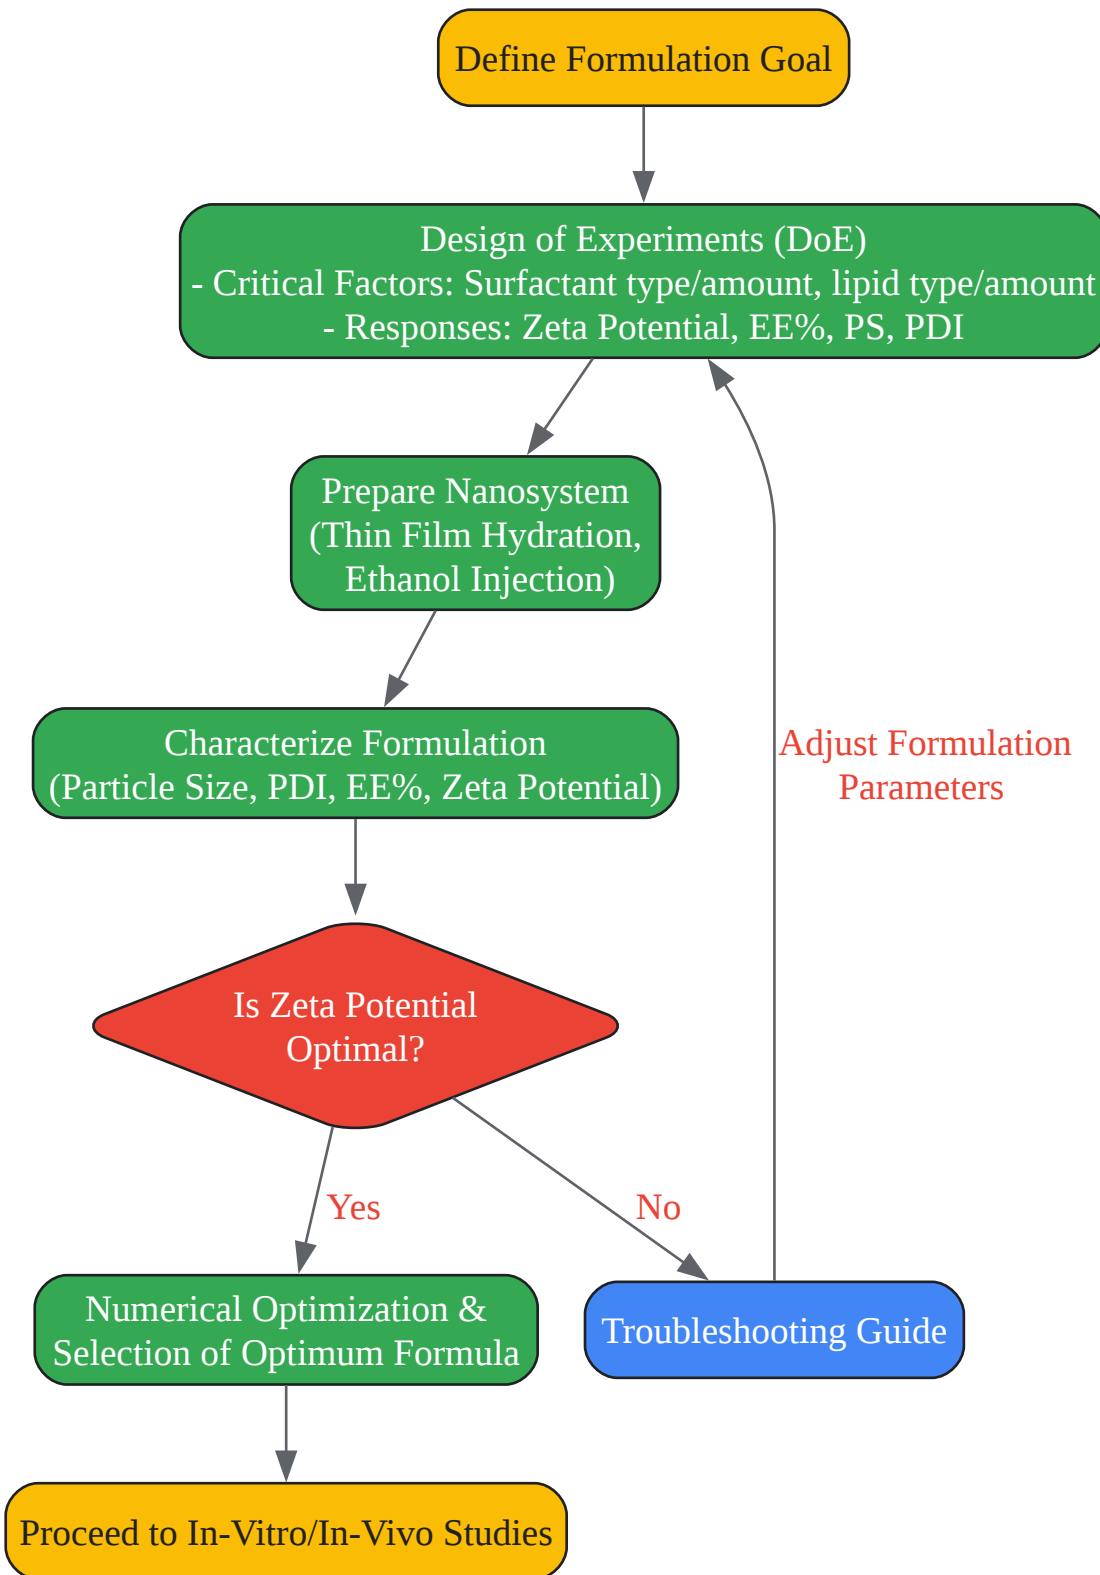 Define Formulation Goal
Design of Experiments (DoE)
- Critical Factors: Surfactant type/amount, lipid type/amount
- Responses: Zeta Potential, EE%, PS, PDI
Prepare Nanosystem
(Thin Film Hydration,
Ethanol Injection)
Characterize Formulation
(Particle Size, PDI, EE%, Zeta Potential)
Adjust Formulation
Parameters
Is Zeta Potential
Optimal?
Yes
No
Numerical Optimization &
Selection of Optimum Formula
Troubleshooting Guide
Proceed to In-Vitro/In-Vivo Studies